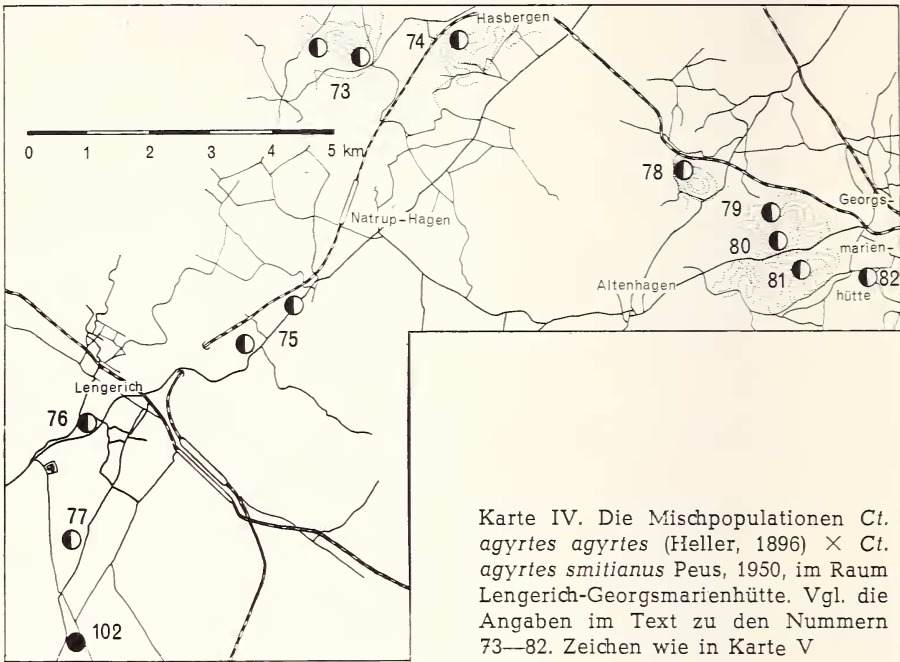 Hasbergen
74
73
0 1 2 3 4 5 km
78
Georgs-
79
Natrup-Hagen
80
marien-
81
82
Altenhagen
hütte
75
Lengerich
76
77
102
Karte IV. Die Mischpopulationen Ct.
agyrtes agyrtes (Heller, 1896) × Ct.
agyrtes smitianus Peus, 1950, im Raum
Lengerich-Georgsmarienhütte. Vgl. die
Angaben im Text zu den Nummern
73—82. Zeichen wie in Karte V